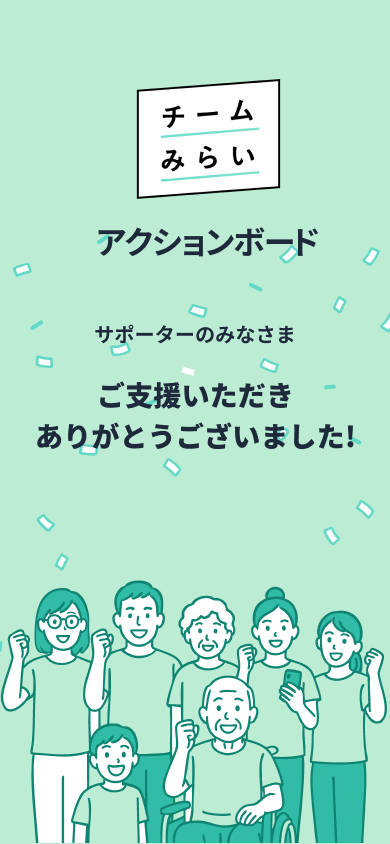 チーム
みらい
アクションボード
サポーターのみなさま
ご支援いただき
ありがとうございました!